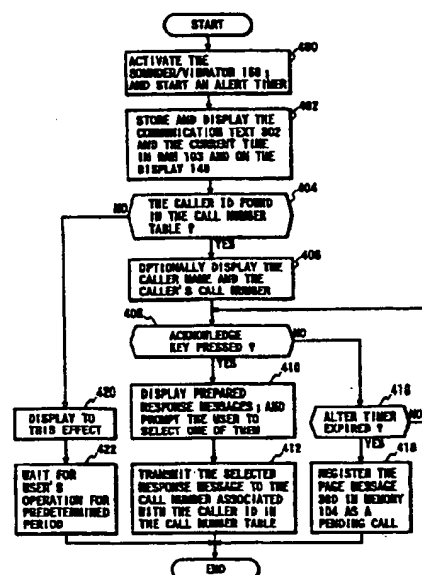 START
400
ACTIVATE THE
SOUNDER/VIBRATOR 150;
AND START AN ALERT TIMER
402
STORE AND DISPLAY THE
COMMUNICATION TEXT 302
AND THE CURRENT TIME
IN RAM 103 AND ON THE
DISPLAY 140
404
THE CALLER ID FOUND
IN THE CALL NUMBER
TABLE ?
NO
YES
406
OPTIONALLY DISPLAY THE
CALLER NAME AND THE
CALLER'S CALL NUMBER
408
ACKNOWLEDGE
KEY PRESSED ?
NO
YES
410
DISPLAY PREPARED
RESPONSE MESSAGES; AND
PROMPT THE USER TO
SELECT ONE OF THEM
416
ALTER TIMER
EXPIRED ?
NO
YES
420
DISPLAY TO
THIS EFFECT
422
WAIT FOR
USER'S
OPERATION FOR
PREDETERMINED
PERIOD
412
TRANSMIT THE SELECTED
RESPONSE MESSAGE TO THE
CALL NUMBER ASSOCIATED
WITH THE CALLER ID IN
THE CALL NUMBER TABLE
418
REGISTER THE
PAGE MESSAGE
300 IN MEMORY
104 AS A
PENDING CALL
END